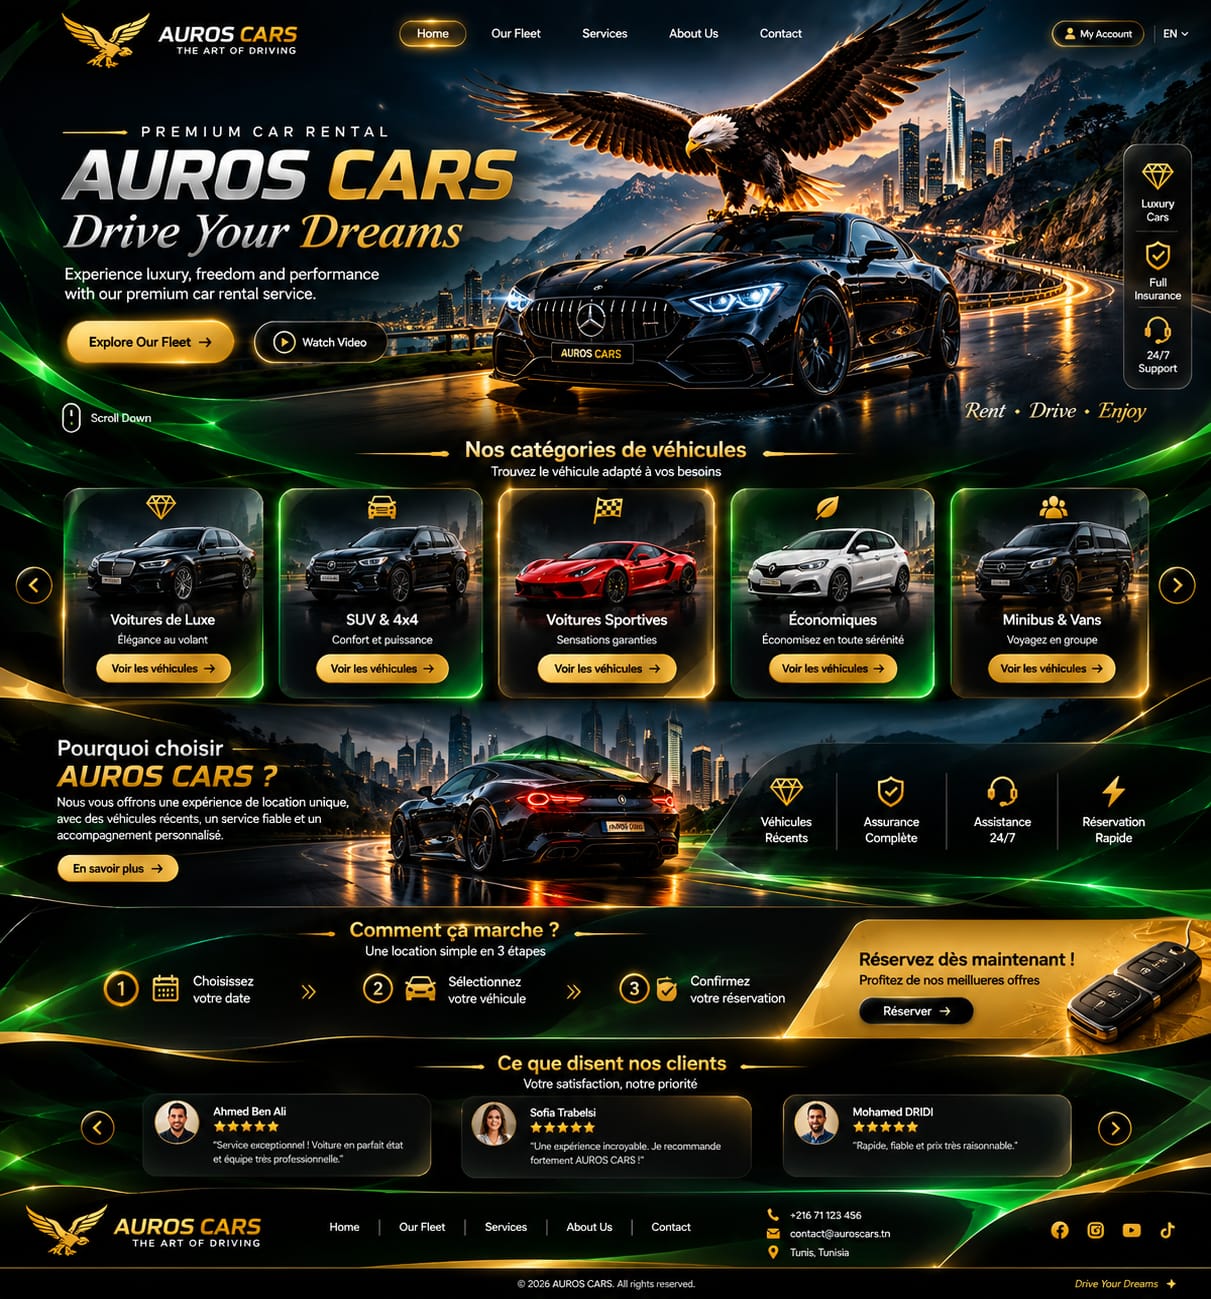 AUROS CARS
THE ART OF DRIVING
Home
Our Fleet
Services
About Us
Contact
My Account
EN
PREMIUM CAR RENTAL
AUROS CARS
Drive Your Dreams
Experience luxury, freedom and performance
with our premium car rental service.
Explore Our Fleet →
Watch Video
Scroll Down
AUROS CARS
Luxury
Cars
Full
Insurance
24/7
Support
Rent • Drive • Enjoy
Nos catégories de véhicules
Trouvez le véhicule adapté à vos besoins
Voitures de Luxe
Élégance au volant
Voir les véhicules →
SUV & 4x4
Confort et puissance
Voir les véhicules →
Voitures Sportives
Sensations garanties
Voir les véhicules →
Économiques
Économisez en toute sérénité
Voir les véhicules →
Minibus & Vans
Voyagez en groupe
Voir les véhicules →
Pourquoi choisir
AUROS CARS ?
Nous vous offrons une expérience de location unique,
avec des véhicules récents, un service fiable et un
accompagnement personnalisé.
En savoir plus →
Véhicules
Récents
Assurance
Complète
Assistance
24/7
Réservation
Rapide
Comment ça marche ?
Une location simple en 3 étapes
1
Choisissez
votre date
2
Sélectionnez
votre véhicule
3
Confirmez
votre réservation
Réservez dès maintenant !
Profitez de nos meillueres offres
Réserver →
Ce que disent nos clients
Votre satisfaction, notre priorité
Ahmed Ben Ali
"Service exceptionnel ! Voiture en parfait état
et équipe très professionnelle."
Sofia Trabelsi
"Une expérience incroyable. Je recommande
fortement AUROS CARS !"
Mohamed DRIDI
"Rapide, fiable et prix très raisonnable."
AUROS CARS
THE ART OF DRIVING
Home
Our Fleet
Services
About Us
Contact
+216 71 123 456
contact@auroscars.tn
Tunis, Tunisia
© 2026 AUROS CARS. All rights reserved.
Drive Your Dreams